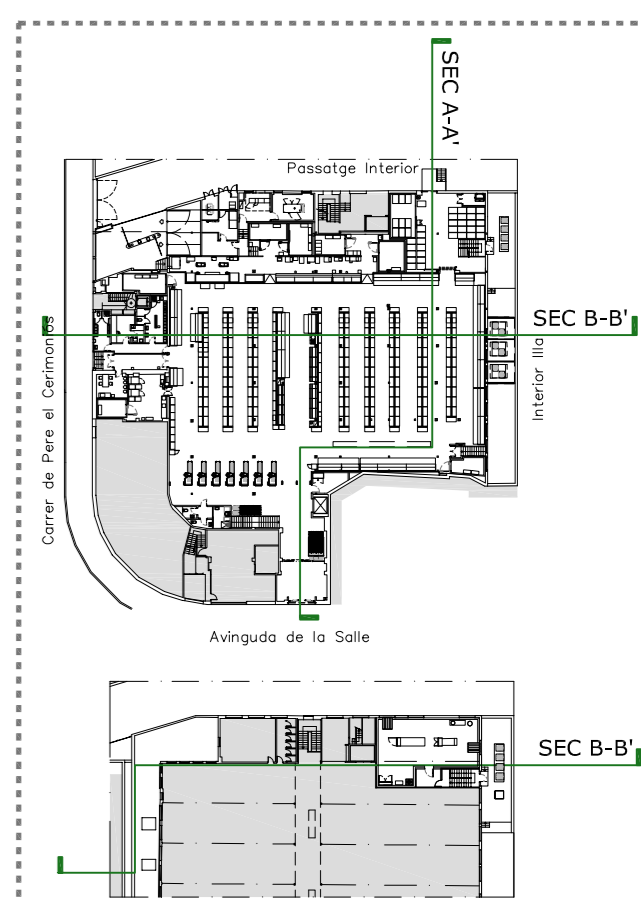 SEC A-A'
Passatge Interior
SEC B-B'
Carrer de Pere el Cerimoniós
Interior Illa
Avinguda de la Salle
SEC B-B'